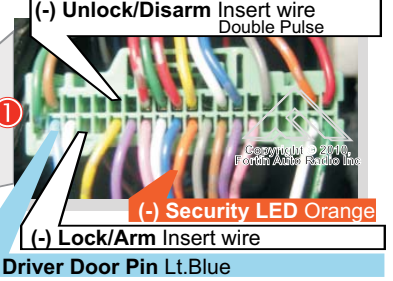 (-) Unlock/Disarm Insert wire
Double Pulse
1
Copyright © 2010,
Fortin Auto Radio Inc
(-) Security LED Orange
(-) Lock/Arm Insert wire
Driver Door Pin Lt.Blue